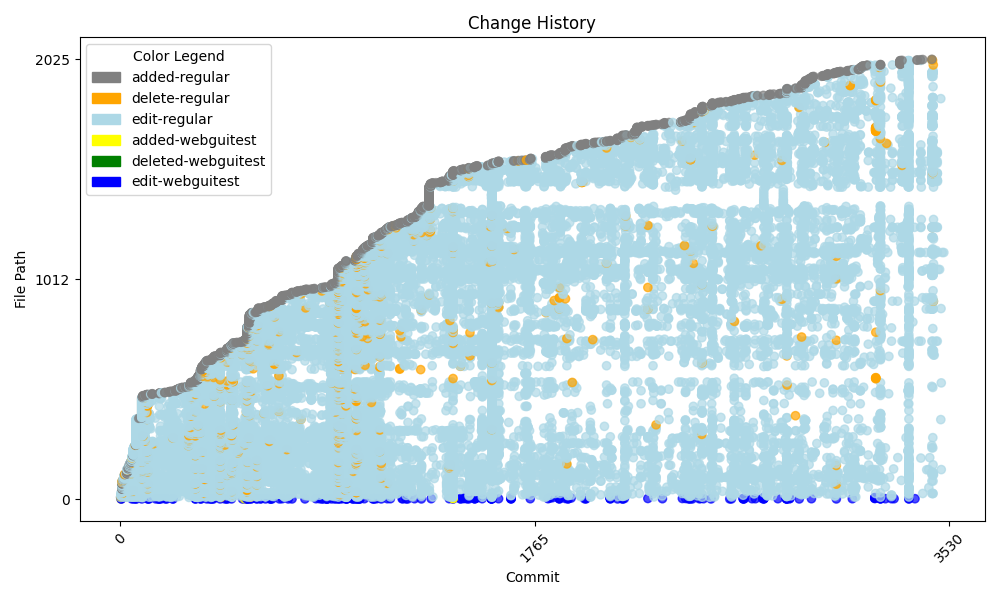 Change History
Color Legend
added-regular
delete-regular
edit-regular
added-webguitest
deleted-webguitest
edit-webguitest
2025
1012
0
File Path
0
1765
3530
Commit